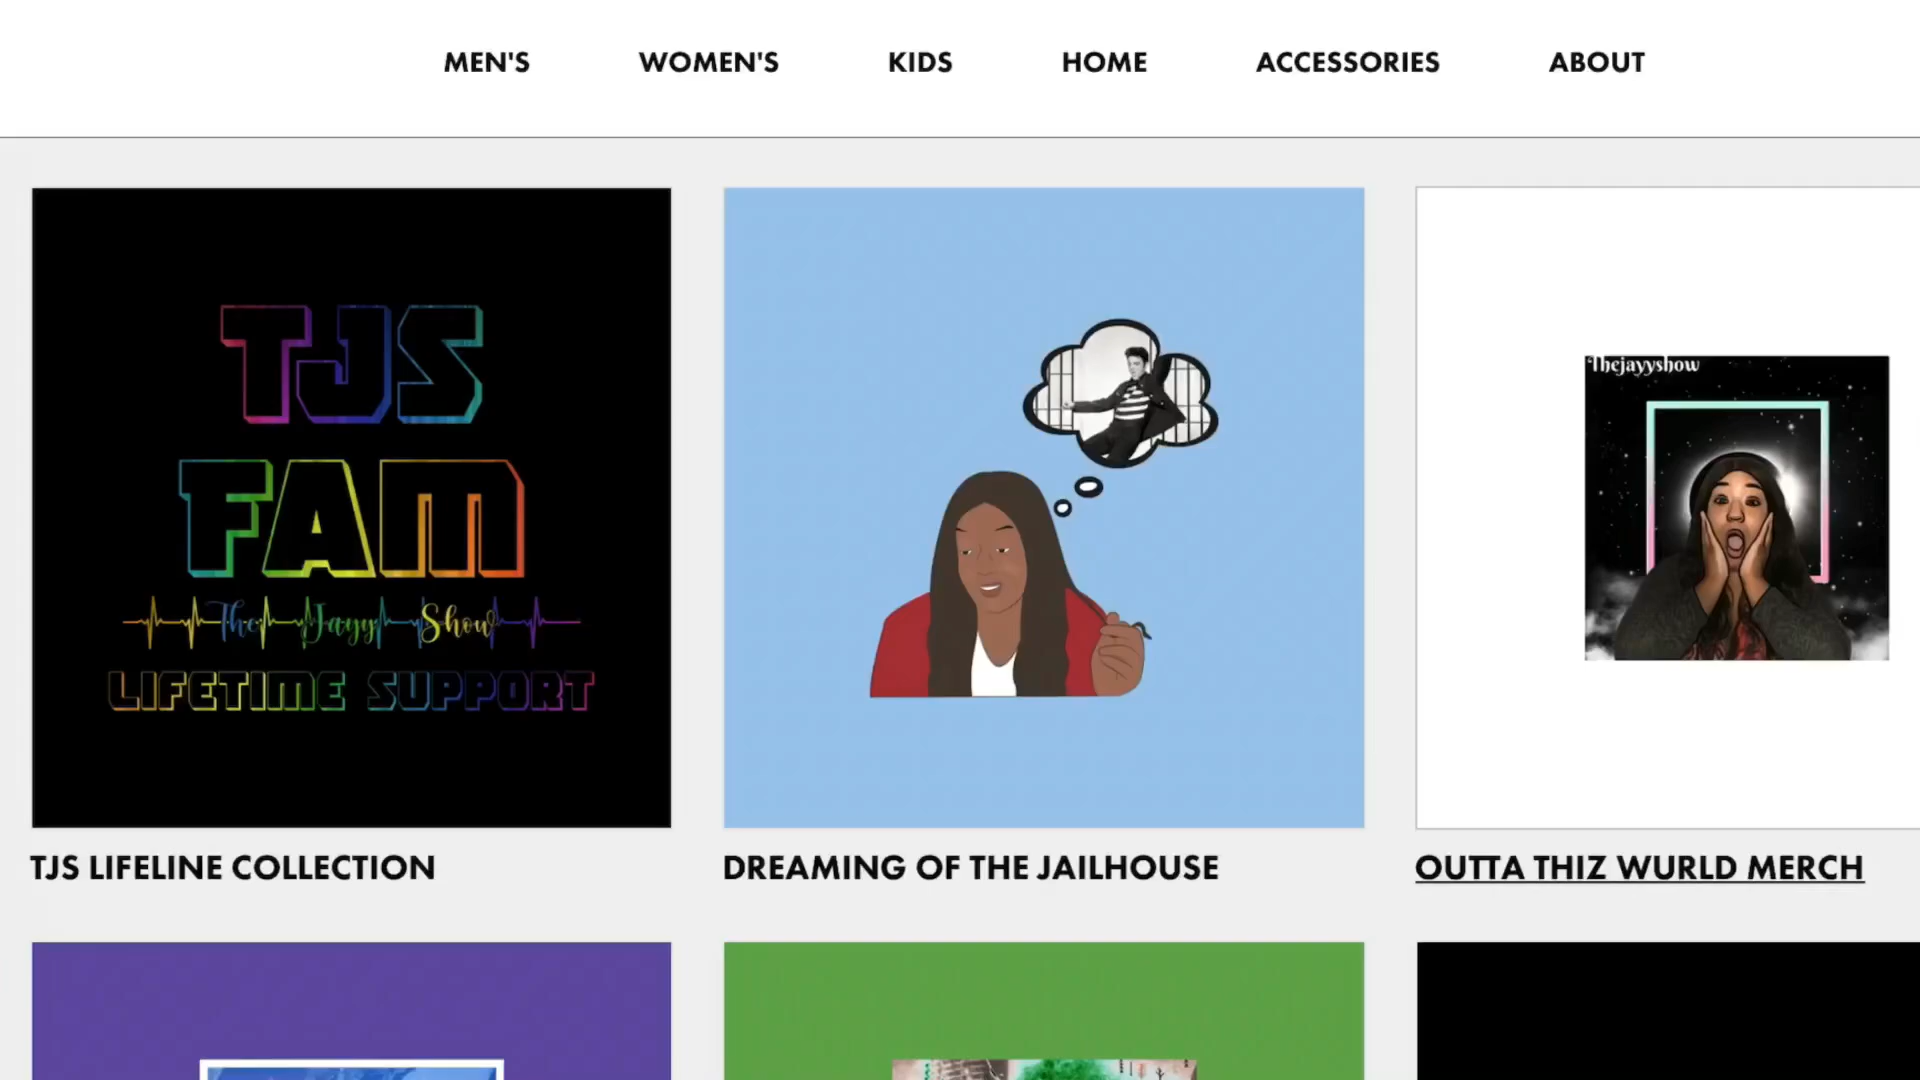 MEN'S
WOMEN'S
KIDS
HOME
ACCESSORIES
ABOUT
TJS
FAM
The Jayy Show
LIFETIME SUPPORT
Thejayyshow
TJS LIFELINE COLLECTION
DREAMING OF THE JAILHOUSE
OUTTA THIZ WURLD MERCH